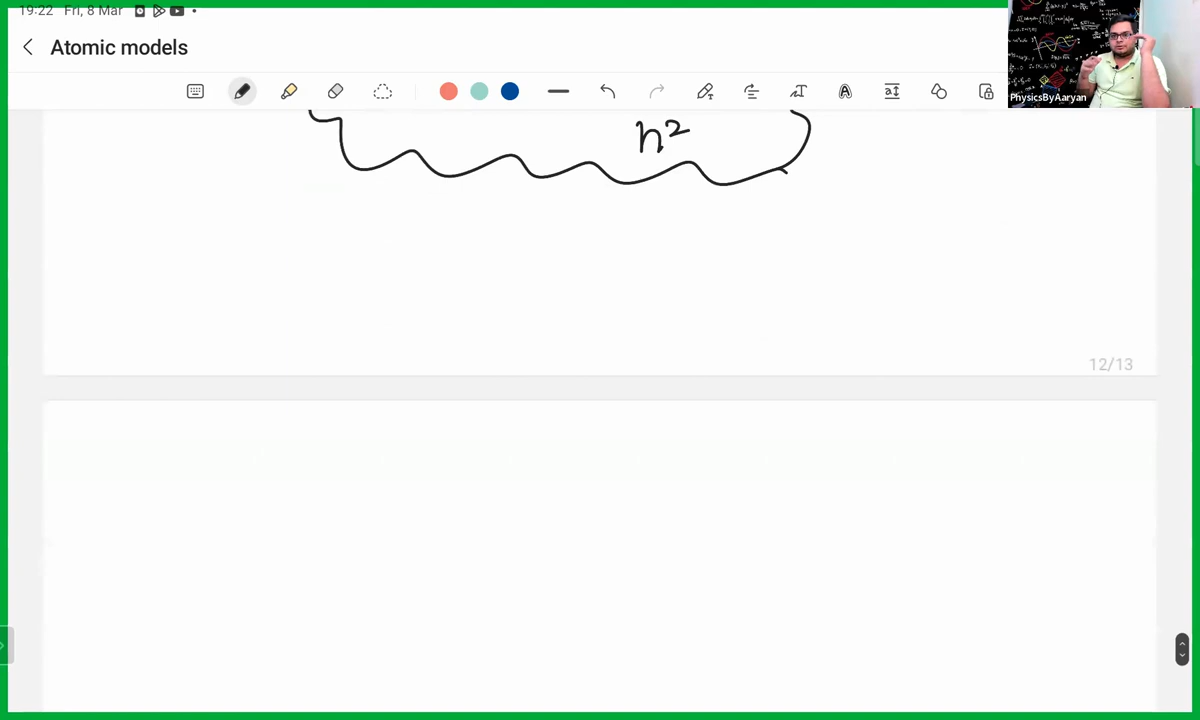 19:22 Fri, 8 Mar
Atomic models
PhysicsByAaryan
n²
12/13